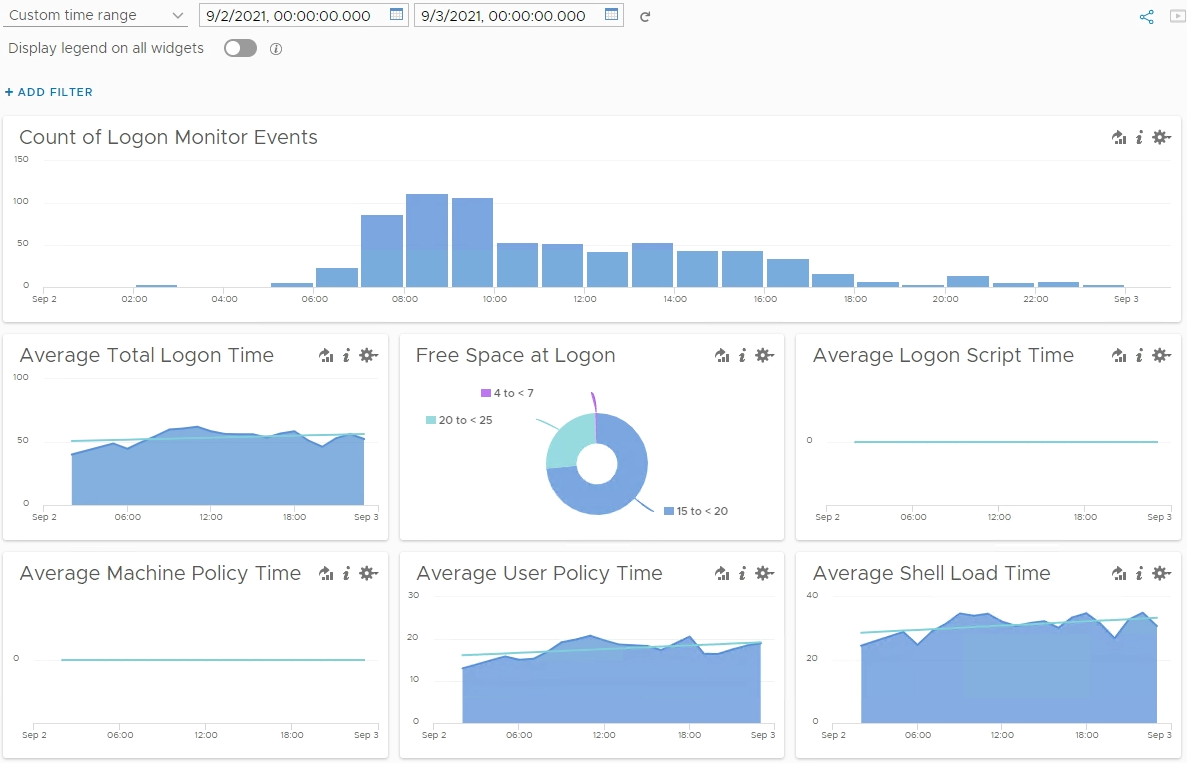 Custom time range 9/2/2021, 00:00:00.000 9/3/2021, 00:00:00.000
Display legend on all widgets
+ ADD FILTER
Count of Logon Monitor Events
150
100
50
0
Sep 2 02:00 04:00 06:00 08:00 10:00 12:00 14:00 16:00 18:00 20:00 22:00 Sep 3
Average Total Logon Time
100
50
0
Sep 2 06:00 12:00 18:00 Sep 3
Free Space at Logon
4 to < 7
20 to < 25
15 to < 20
Average Logon Script Time
0
Sep 2 06:00 12:00 18:00 Sep 3
Average Machine Policy Time
0
Sep 2 06:00 12:00 18:00 Sep 3
Average User Policy Time
30
20
10
0
Sep 2 06:00 12:00 18:00 Sep 3
Average Shell Load Time
40
20
0
Sep 2 06:00 12:00 18:00 Sep 3